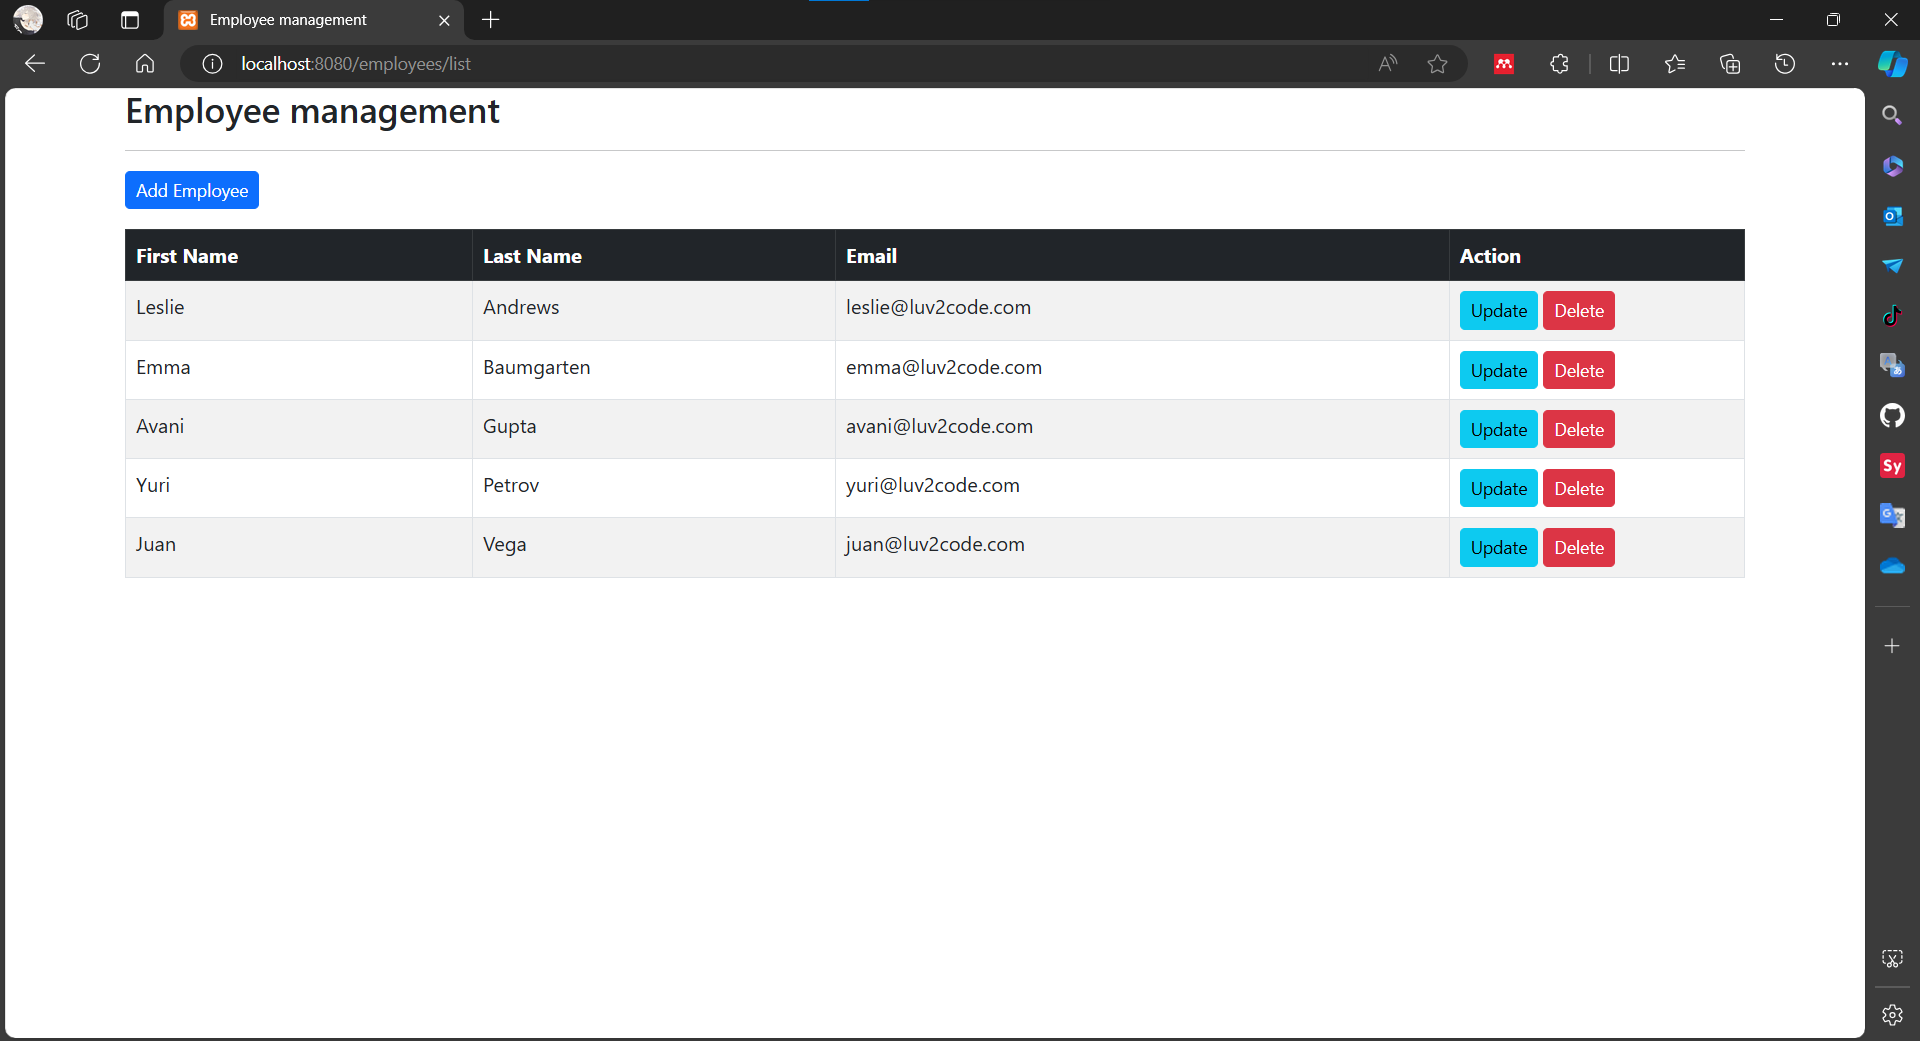 Employee management
localhost:8080/employees/list
Employee management
Add Employee
First Name Last Name Email Action
Leslie Andrews leslie@luv2code.com Update Delete
Emma Baumgarten emma@luv2code.com Update Delete
Avani Gupta avani@luv2code.com Update Delete
Yuri Petrov yuri@luv2code.com Update Delete
Juan Vega juan@luv2code.com Update Delete
Sy